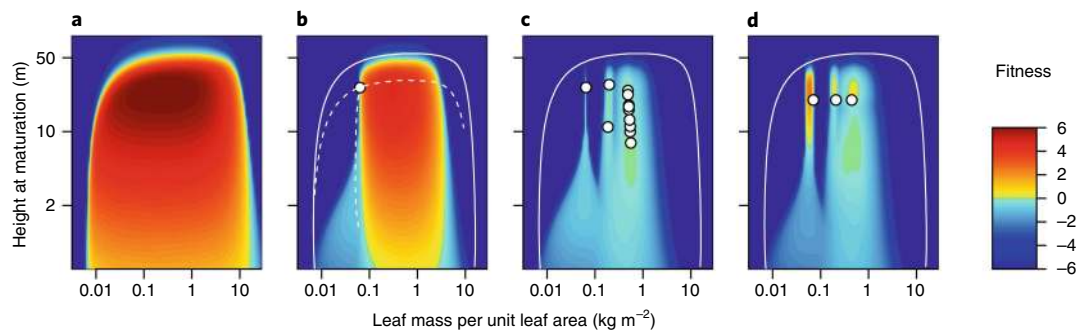 a b c d
Height at maturation (m)
50
10
2
0.01 0.1 1 10 0.01 0.1 1 10 0.01 0.1 1 10 0.01 0.1 1 10
Leaf mass per unit leaf area (kg m⁻²)
Fitness
6
4
2
0
−2
−4
−6